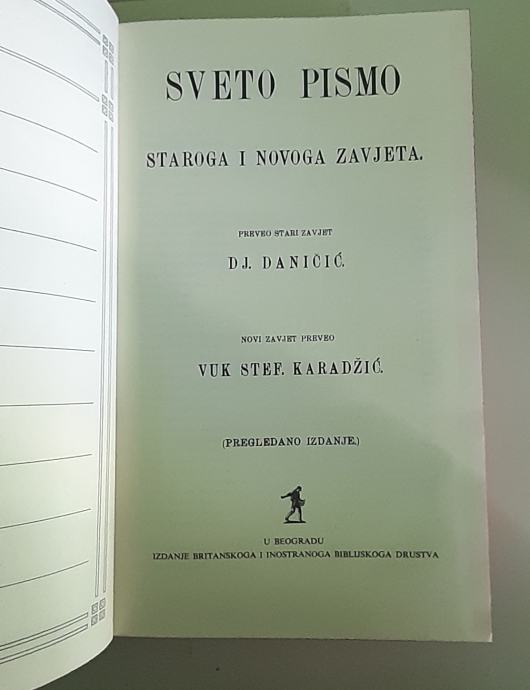 SVETO PISMO
STAROGA I NOVOGA ZAVJETA.
PREVEO STARI ZAVJET
DJ. DANIČIĆ.
NOVI ZAVJET PREVEO
VUK STEF. KARADŽIĆ.
(PREGLEDANO IZDANJE.)
U BEOGRADU
IZDANJE BRITANSKOGA I INOSTRANOGA BIBLIJSKOGA DRUSTVA